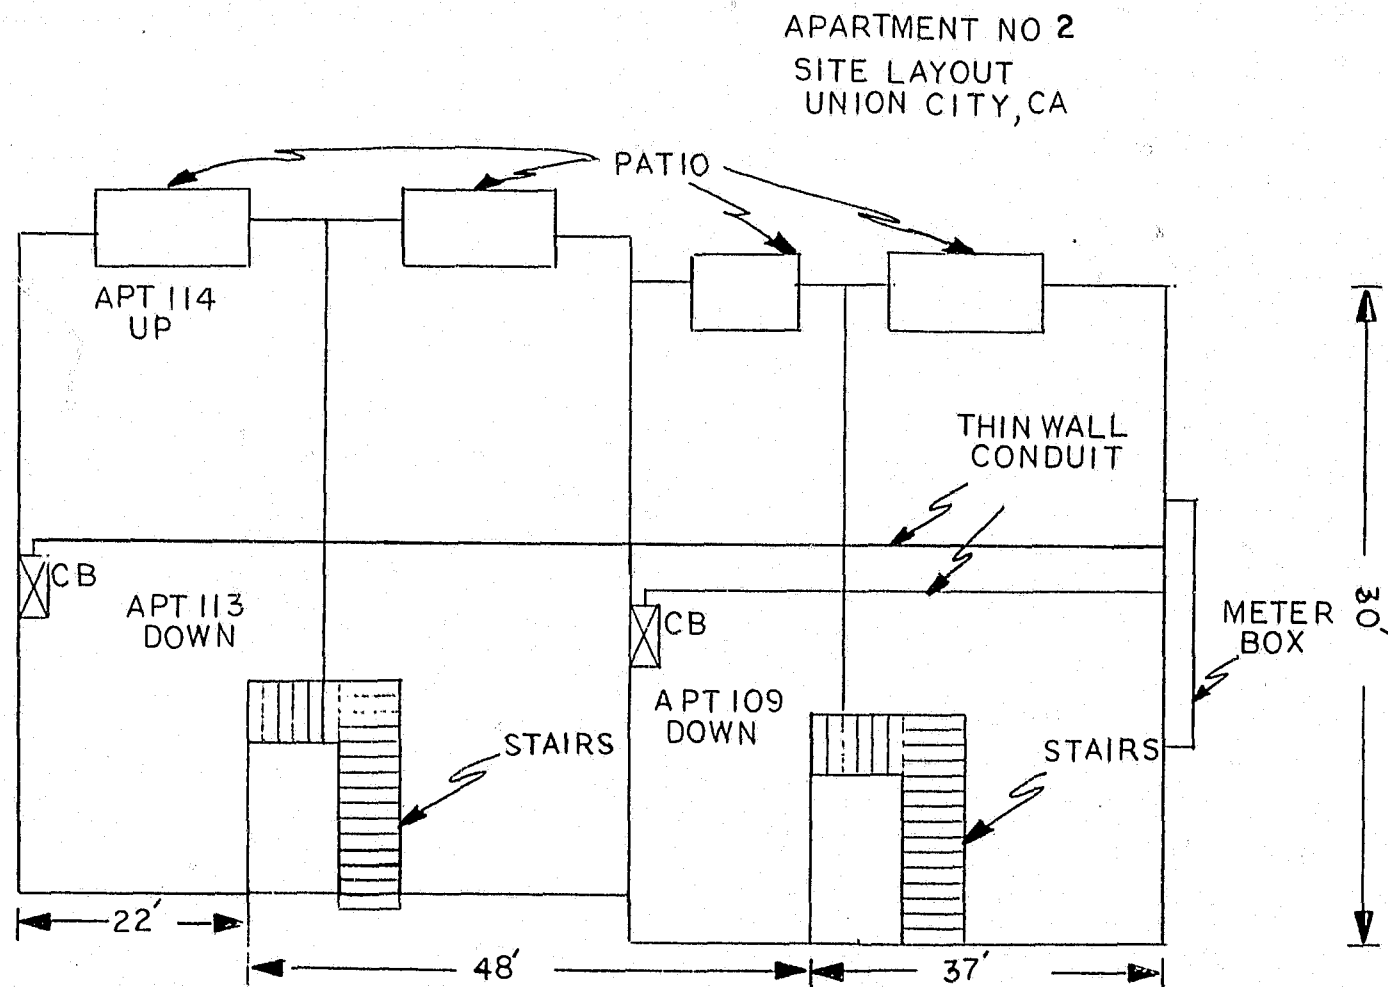 APARTMENT NO 2
SITE LAYOUT
UNION CITY, CA
PATIO
APT 114
UP
THIN WALL
CONDUIT
CB
APT 113
DOWN
CB
METER
BOX
30'
APT 109
DOWN
STAIRS
STAIRS
22'
48'
37'